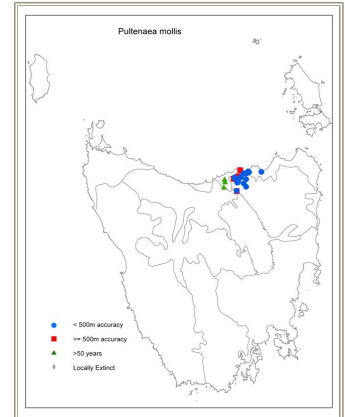 Pultenaea mollis
< 500m accuracy
>= 500m accuracy
>50 years
Locally Extinct